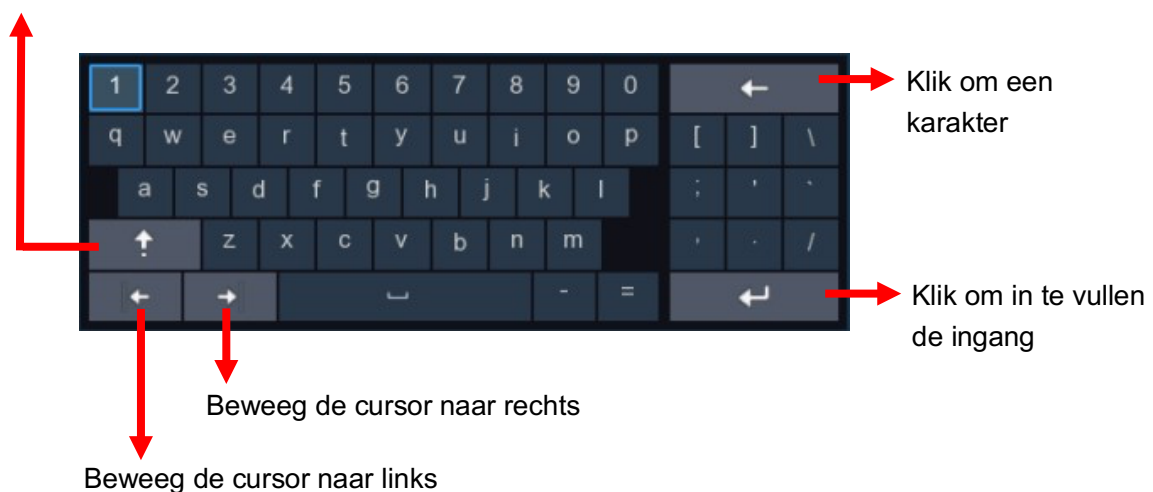 1 2 3 4 5 6 7 8 9 0
Klik om een
karakter
q w e r t y u i o p [ ] \
a s d f g h j k l ; ' `
z x c v b n m , . /
- =
Klik om in te vullen
de ingang
Beweeg de cursor naar rechts
Beweeg de cursor naar links